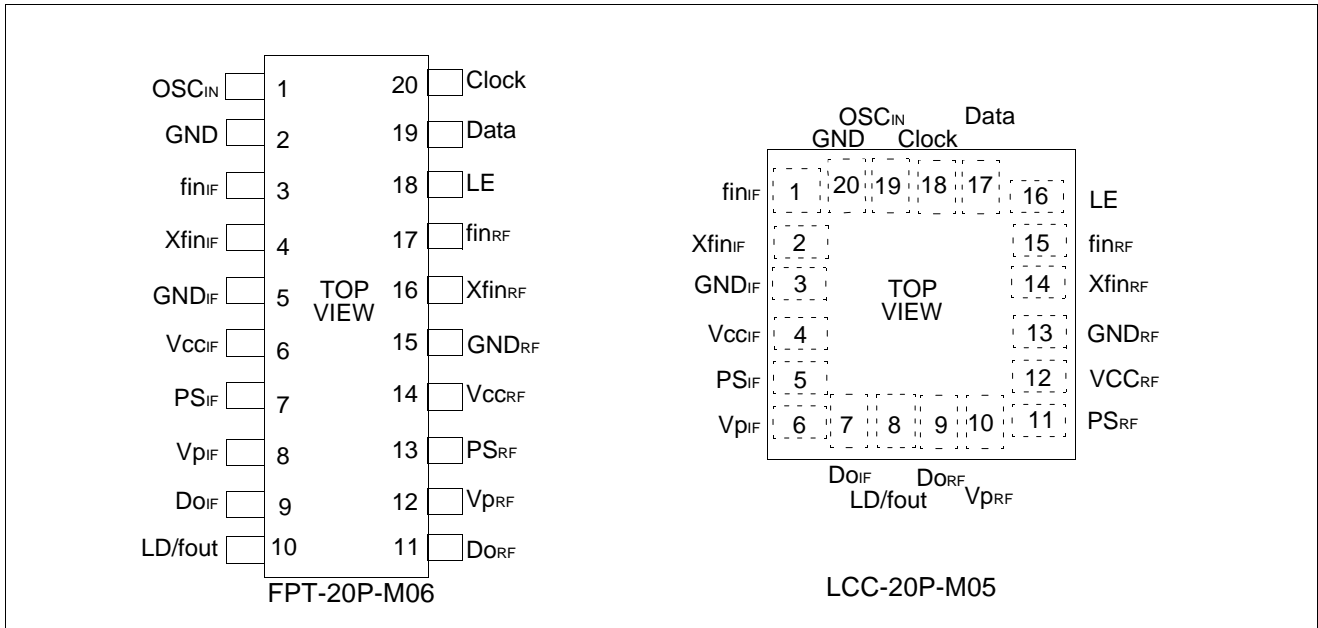 OSCIN 1 20 Clock
GND 2 19 Data
finIF 3 18 LE
XfinIF 4 17 finRF
GNDIF 5 16 XfinRF
TOP
VIEW
VccIF 6 15 GNDRF
PSIF 7 14 VccRF
VpIF 8 13 PSRF
DoIF 9 12 VpRF
LD/fout 10 11 DoRF
FPT-20P-M06
OSCIN Data
GND Clock
finIF 1 20 19 18 17 16 LE
XfinIF 2 15 finRF
GNDIF 3 14 XfinRF
TOP
VIEW
VccIF 4 13 GNDRF
PSIF 5 12 VCCRF
VpIF 6 7 8 9 10 11 PSRF
DoIF DoRF
LD/fout VpRF
LCC-20P-M05